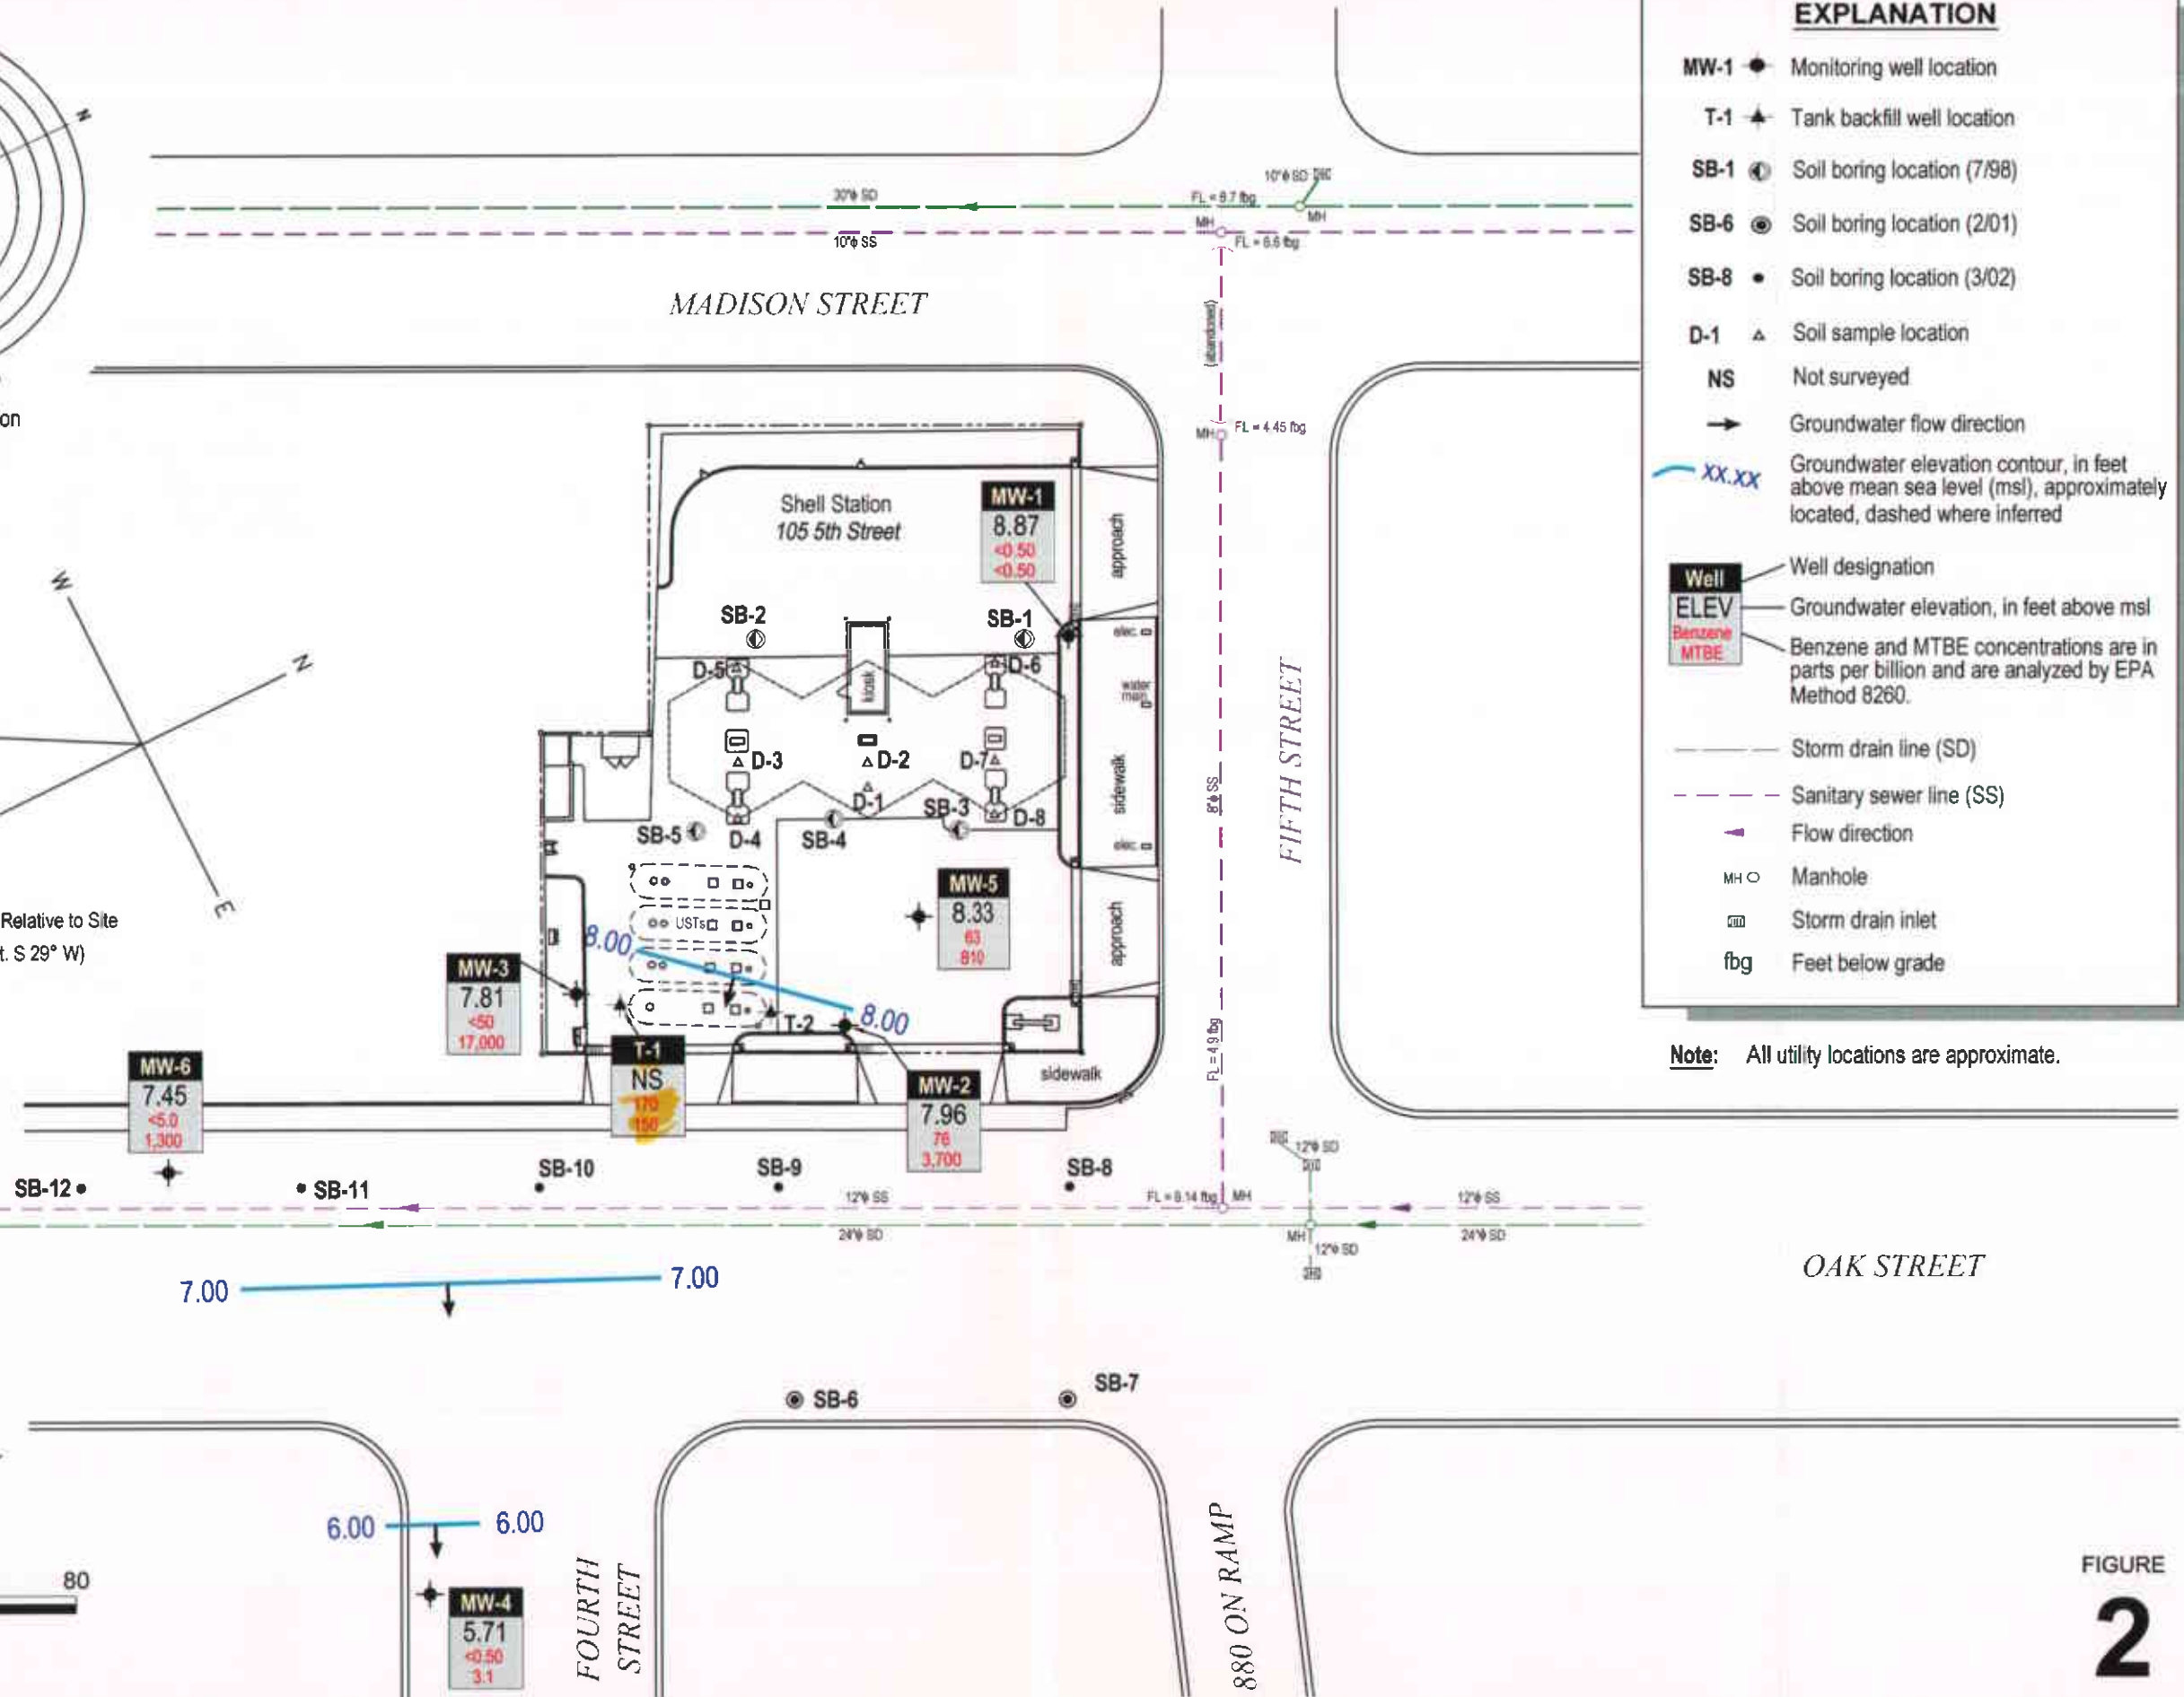 EXPLANATION
MW-1 Monitoring well location
T-1 Tank backfill well location
SB-1 Soil boring location (7/98)
SB-6 Soil boring location (2/01)
SB-8 Soil boring location (3/02)
D-1 Soil sample location
NS Not surveyed
Groundwater flow direction
XX.XX Groundwater elevation contour, in feet
above mean sea level (msl), approximately
located, dashed where inferred
Well Well designation
ELEV Groundwater elevation, in feet above msl
Benzene
MTBE
Benzene and MTBE concentrations are in
parts per billion and are analyzed by EPA
Method 8260.
Storm drain line (SD)
Sanitary sewer line (SS)
Flow direction
MH Manhole
Storm drain inlet
fbg Feet below grade
Note: All utility locations are approximate.
N
30"ϕ SD
10"ϕ SS
10"ϕ SD
FL = 6.7 fbg
MH
MH
FL = 6.6 fbg
MADISON STREET
(abandoned)
MH
FL = 4.45 fbg
on
Shell Station
105 5th Street
MW-1
8.87
<0.50
<0.50
approach
W
N
E
SB-2
SB-1
elec.
D-5
D-6
kiosk
water
main
FIFTH STREET
D-3
D-2
D-7
sidewalk
8"ϕ SS
D-1
SB-3
SB-5
D-4
SB-4
D-8
elec.
Relative to Site
t. S 29° W)
USTs
MW-5
8.33
63
810
approach
8.00
8.00
MW-3
7.81
<50
17,000
T-2
T-1
NS
170
150
MW-2
7.96
76
3,700
sidewalk
FL = 4.9 fbg
MW-6
7.45
<5.0
1,300
SB-12
SB-11
SB-10
SB-9
SB-8
12"ϕ SD
12"ϕ SS
MH
12"ϕ SS
24"ϕ SD
MH
12"ϕ SD
24"ϕ SD
OAK STREET
7.00
7.00
SB-6
SB-7
6.00
6.00
80
MW-4
5.71
<0.50
3.1
FOURTH
STREET
880 ON RAMP
FIGURE
2